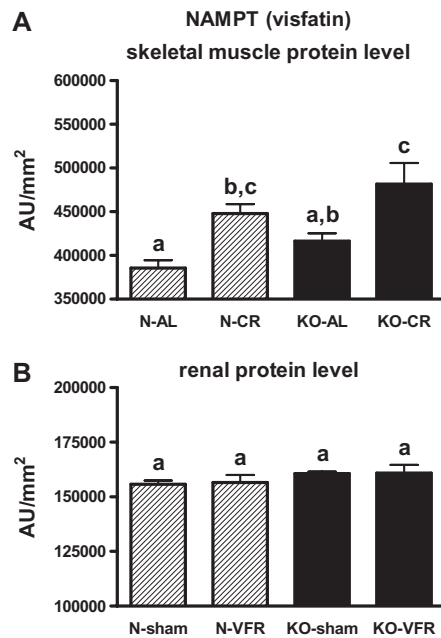 A
NAMPT (visfatin)
skeletal muscle protein level
AU/mm²
600000
550000
500000
450000
400000
350000
a
b,c
a,b
c
N-AL N-CR KO-AL KO-CR
B
renal protein level
AU/mm²
200000
175000
150000
125000
100000
a a a a
N-sham N-VFR KO-sham KO-VFR